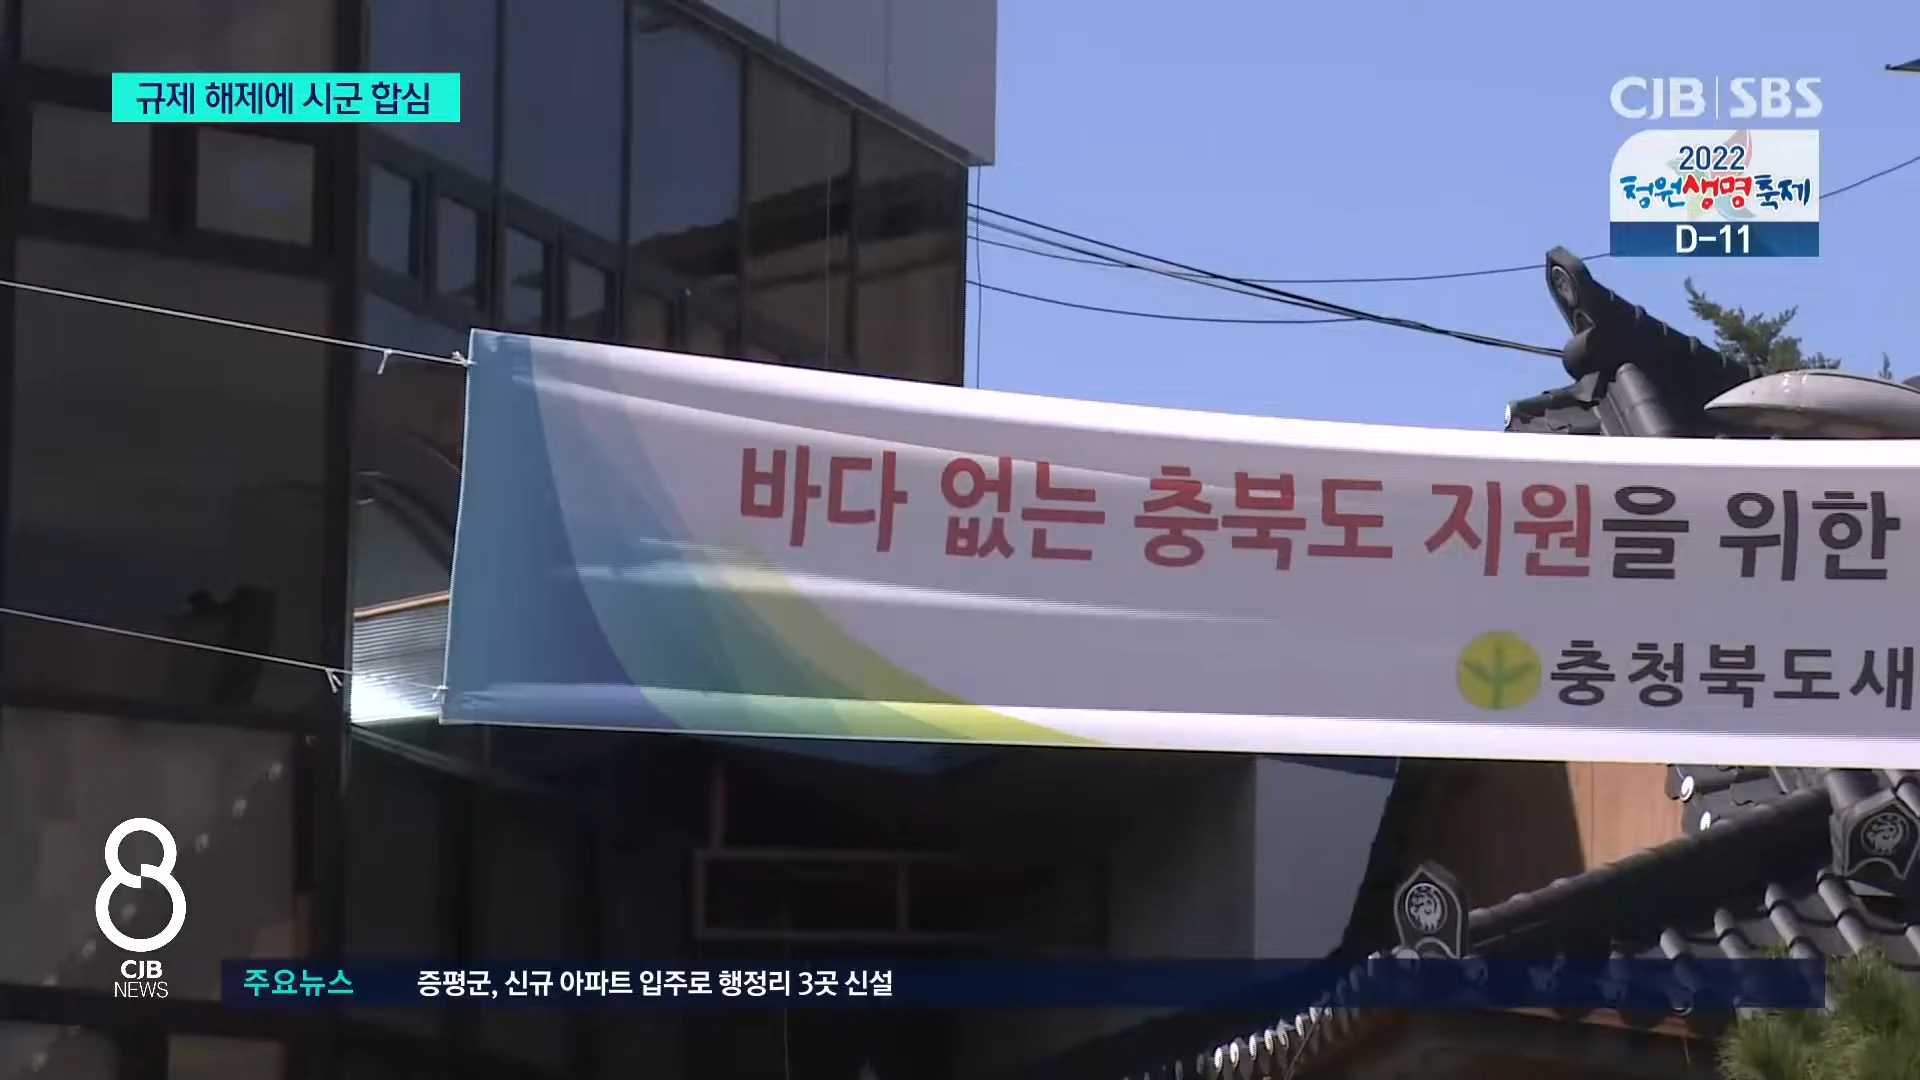 규제 해제에 시군 합심
CJB SBS
2022
청원생명축제
D-11
바다 없는 충북도 지원을 위한
충청북도새
8
CJB
NEWS
주요뉴스 증평군, 신규 아파트 입주로 행정리 3곳 신설